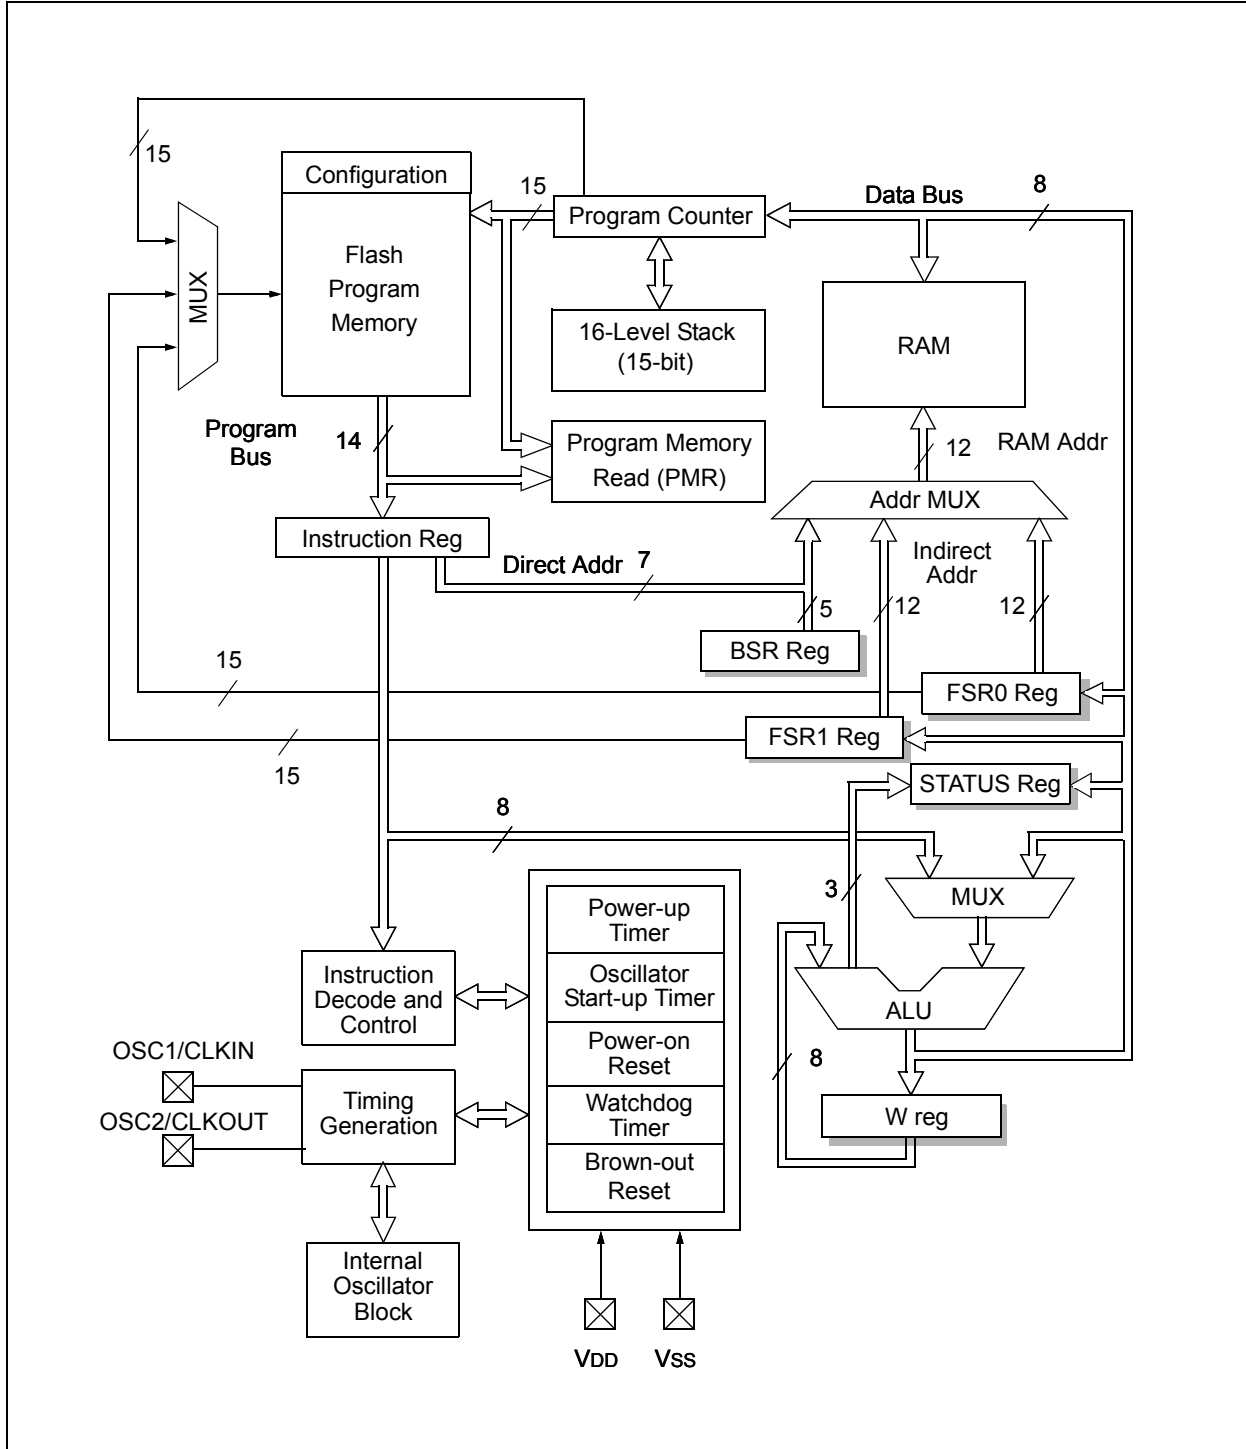 15
Configuration
15
Program Counter
Data Bus
8
MUX
Flash
Program
Memory
16-Level Stack
(15-bit)
RAM
Program
Bus
14
Program Memory
Read (PMR)
12
RAM Addr
Addr MUX
Instruction Reg
Direct Addr
7
Indirect
Addr
5
12
12
BSR Reg
15
FSR0 Reg
FSR1 Reg
15
STATUS Reg
8
3
MUX
Power-up
Timer
Instruction
Decode and
Control
Oscillator
Start-up Timer
ALU
OSC1/CLKIN
Power-on
Reset
8
OSC2/CLKOUT
Timing
Generation
Watchdog
Timer
W reg
Brown-out
Reset
Internal
Oscillator
Block
VDD
VSS